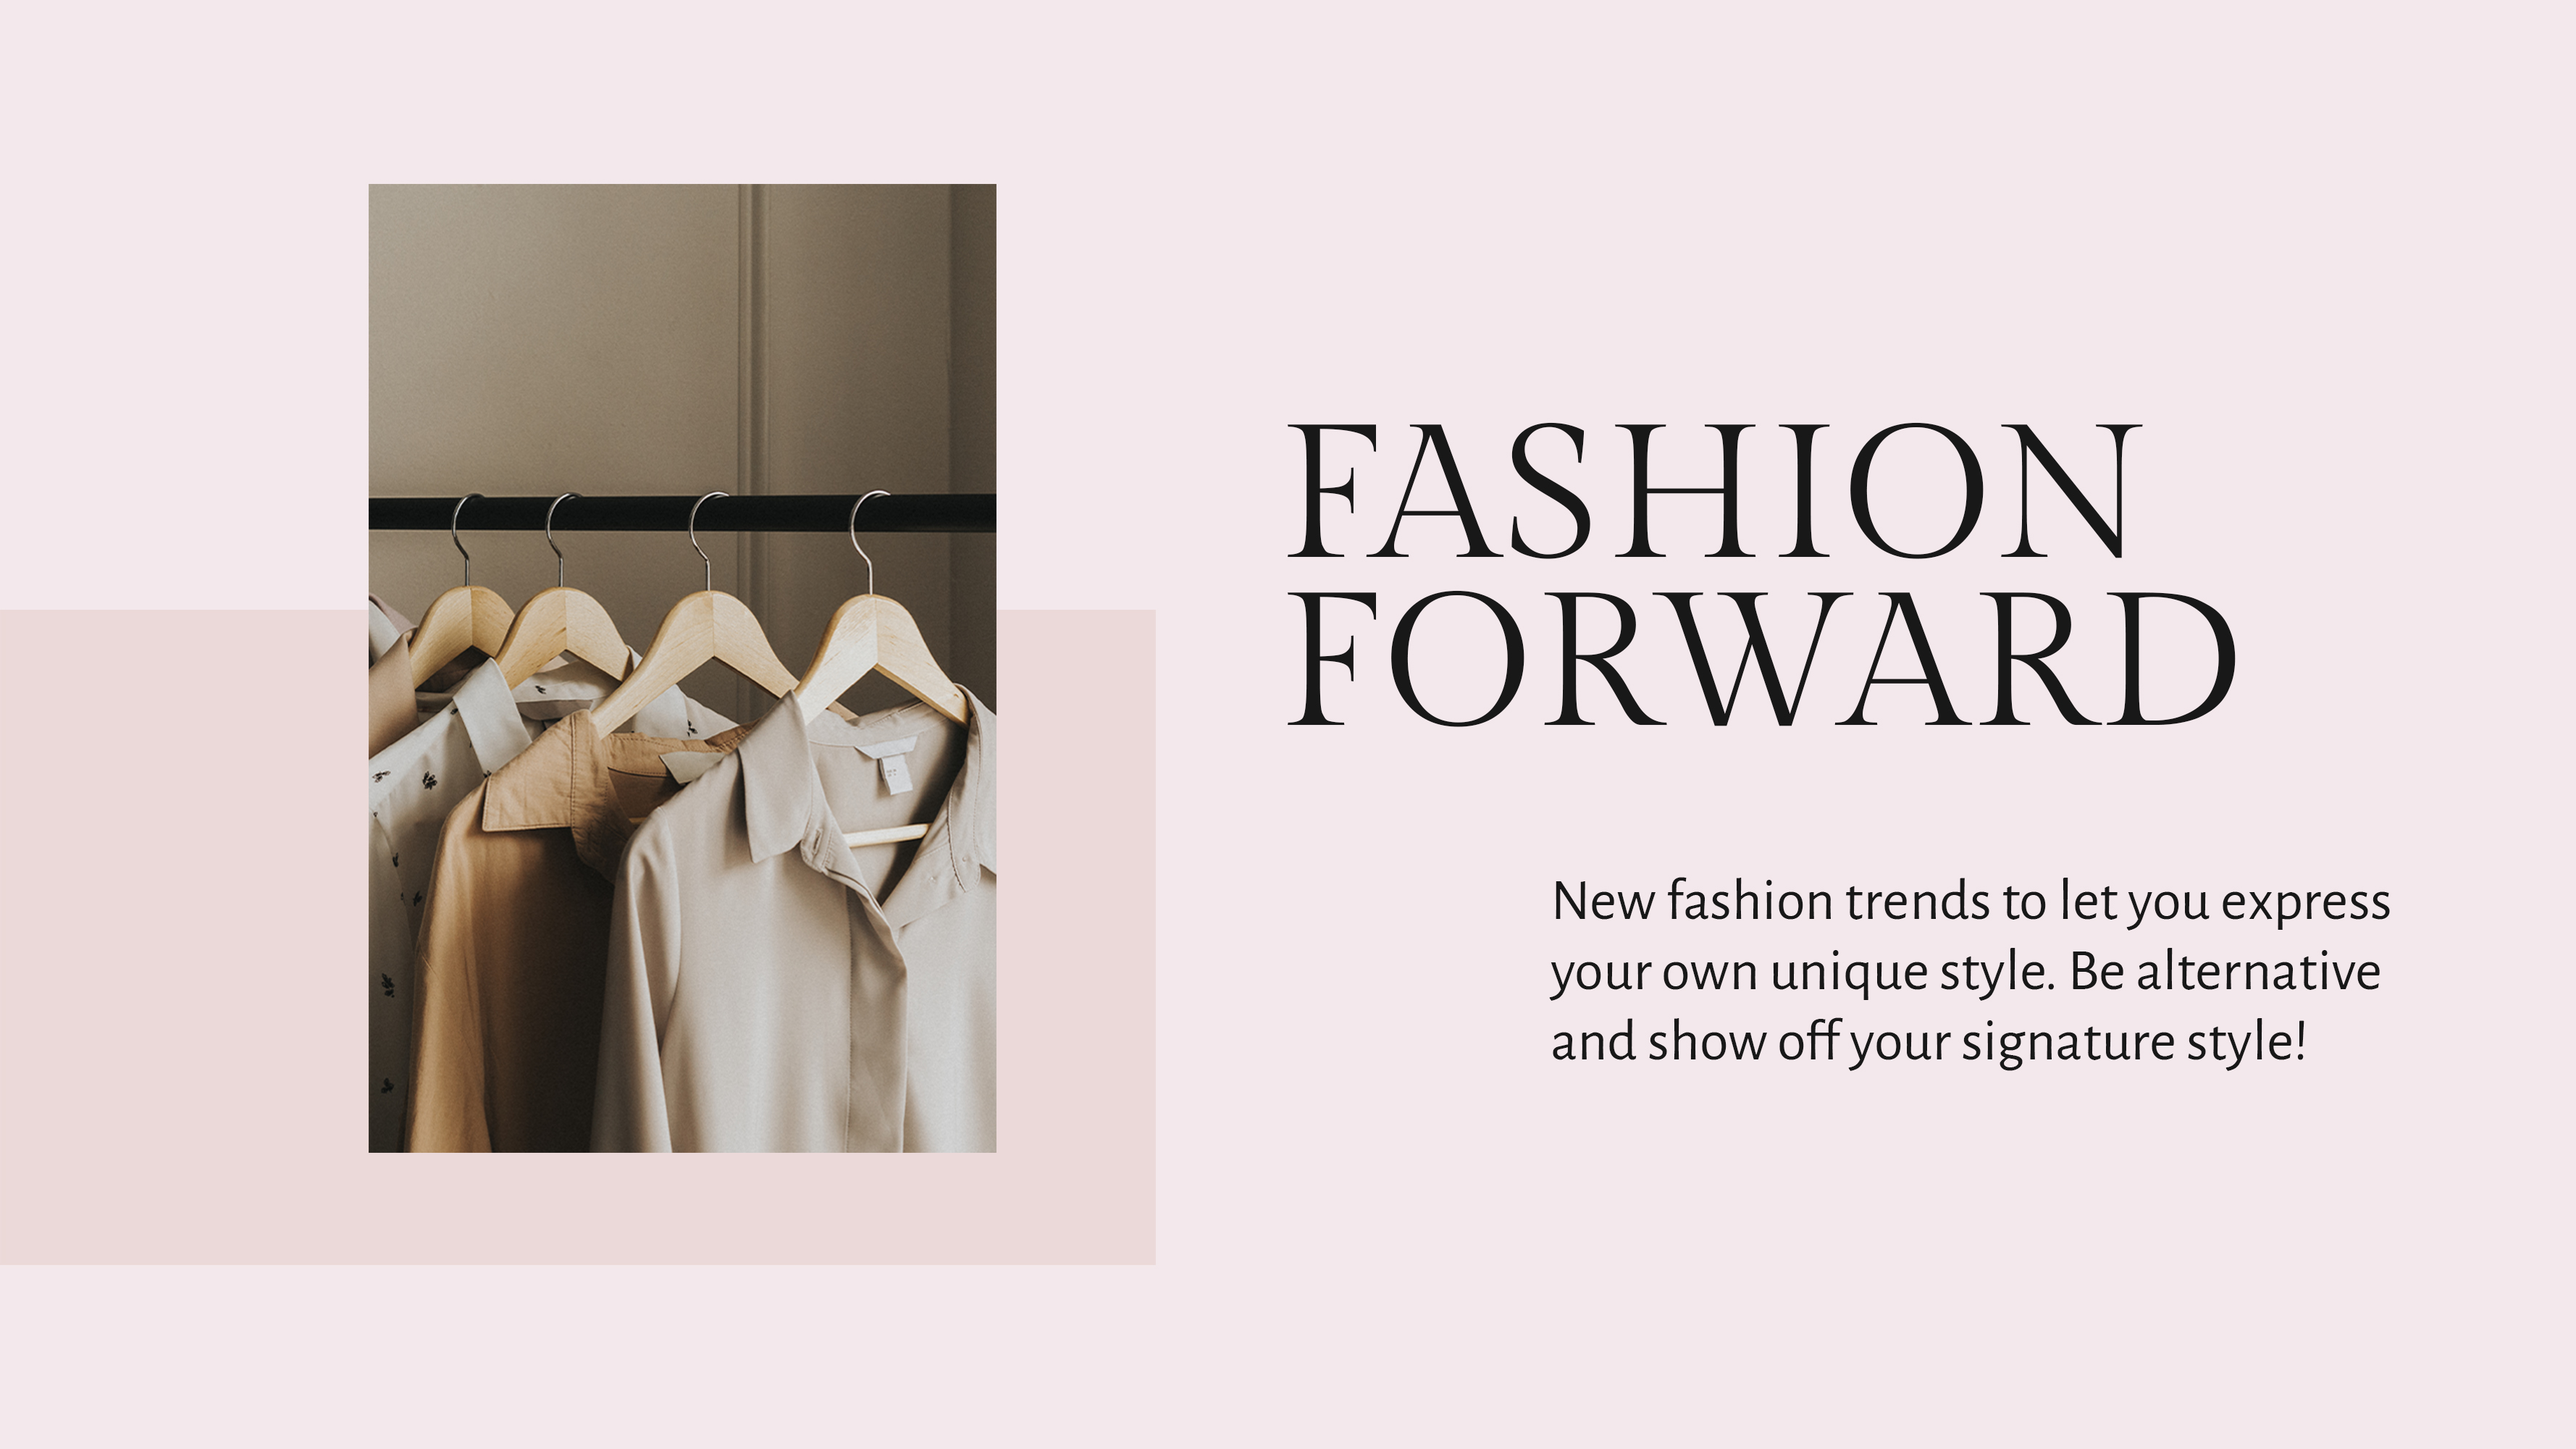 FASHION
FORWARD
New fashion trends to let you express
your own unique style. Be alternative
and show off your signature style!